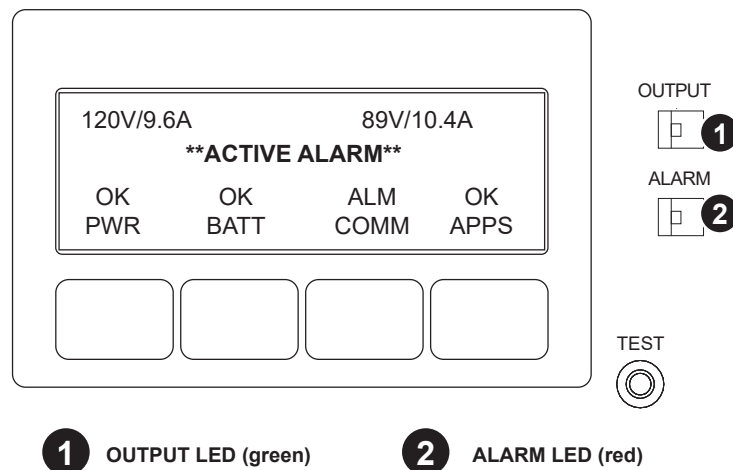 120V/9.6A 89V/10.4A
**ACTIVE ALARM**
OK OK ALM OK
PWR BATT COMM APPS
OUTPUT
1
ALARM
2
TEST
1 OUTPUT LED (green) 2 ALARM LED (red)